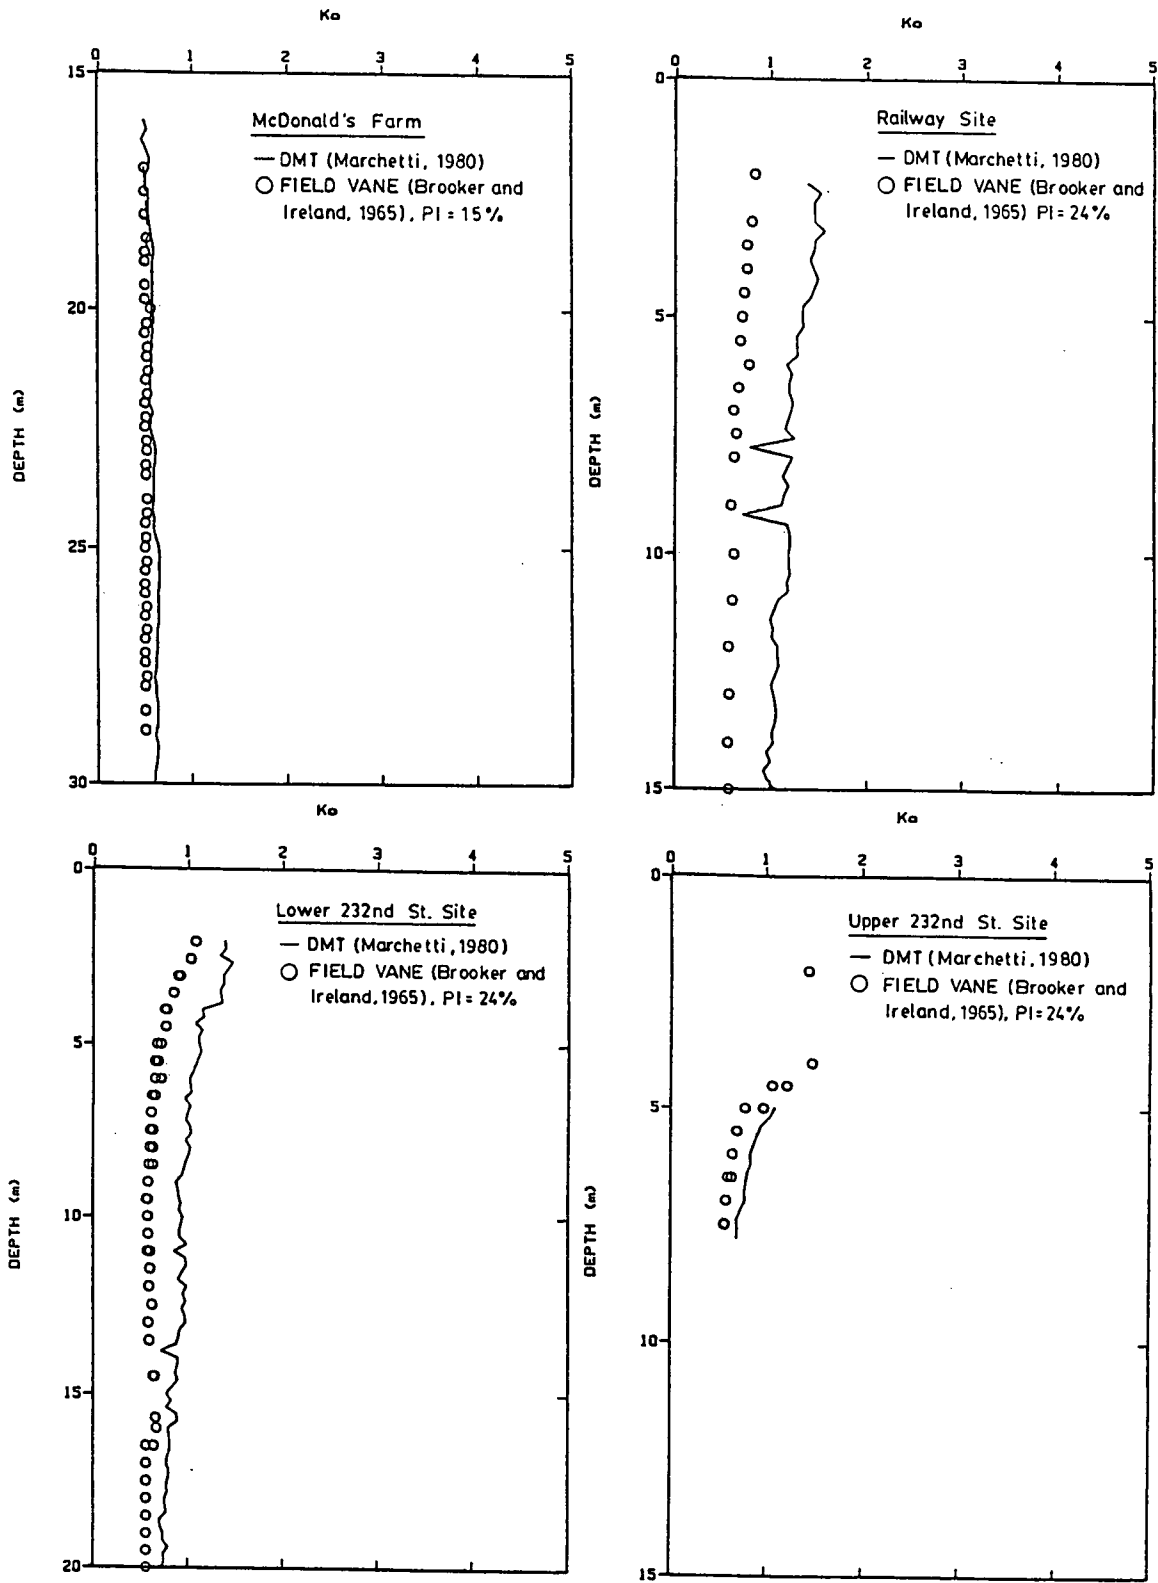 Ko
0 1 2 3 4 5
15
20
25
30
DEPTH (m)
McDonald's Farm
DMT (Marchetti, 1980)
FIELD VANE (Brooker and
Ireland, 1965), PI = 15%
Ko
0 1 2 3 4 5
0
5
10
15
DEPTH (m)
Railway Site
DMT (Marchetti, 1980)
FIELD VANE (Brooker and
Ireland, 1965) PI = 24%
Ko
0 1 2 3 4 5
0
5
10
15
20
DEPTH (m)
Lower 232nd St. Site
DMT (Marchetti, 1980)
FIELD VANE (Brooker and
Ireland, 1965), PI = 24%
Ko
0 1 2 3 4 5
0
5
10
15
DEPTH (m)
Upper 232nd St. Site
DMT (Marchetti, 1980)
FIELD VANE (Brooker and
Ireland, 1965), PI = 24%